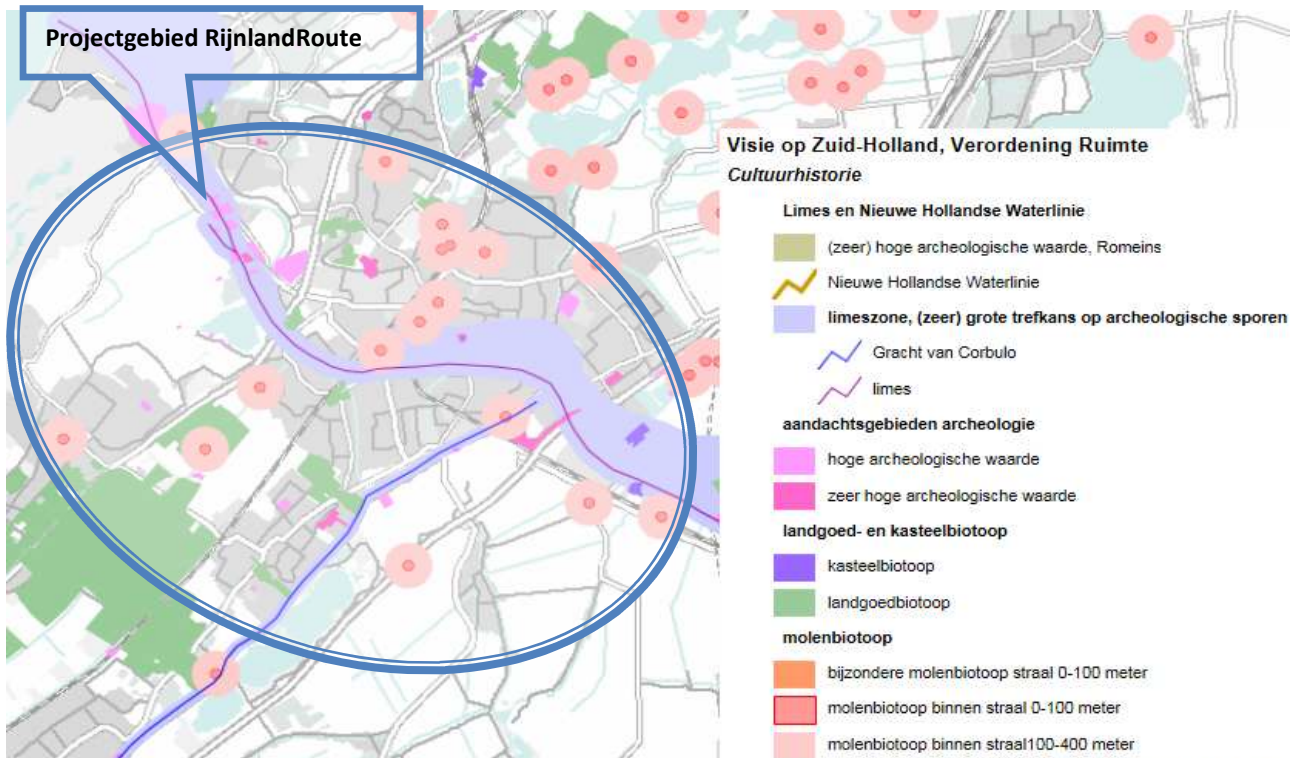 Projectgebied RijnlandRoute
Visie op Zuid-Holland, Verordening Ruimte
Cultuurhistorie
Limes en Nieuwe Hollandse Waterlinie
(zeer) hoge archeologische waarde, Romeins
Nieuwe Hollandse Waterlinie
limeszone, (zeer) grote trefkans op archeologische sporen
Gracht van Corbulo
limes
aandachtsgebieden archeologie
hoge archeologische waarde
zeer hoge archeologische waarde
landgoed- en kasteelbiotoop
kasteelbiotoop
landgoedbiotoop
molenbiotoop
bijzondere molenbiotoop straal 0-100 meter
molenbiotoop binnen straal 0-100 meter
molenbiotoop binnen straal100-400 meter